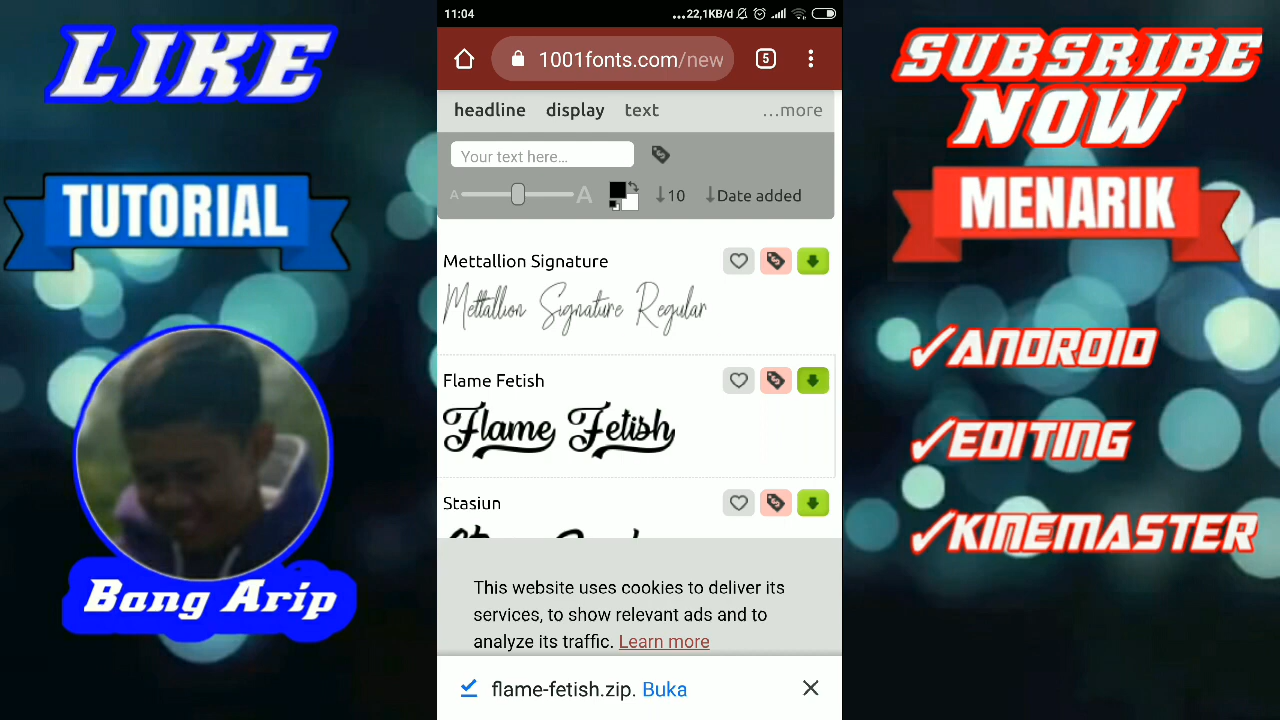 LIKE
TUTORIAL
Bang Arip
11:04
...22,1KB/d
1001fonts.com/new
5
headline display text ...more
Your text here...
A A 10 Date added
Mettallion Signature
Mettallion Signature Regular
Flame Fetish
Flame Fetish
Stasiun
This website uses cookies to deliver its
services, to show relevant ads and to
analyze its traffic. Learn more
flame-fetish.zip. Buka
SUBSRIBE
NOW
MENARIK
✓ANDROID
✓EDITING
✓KINEMASTER